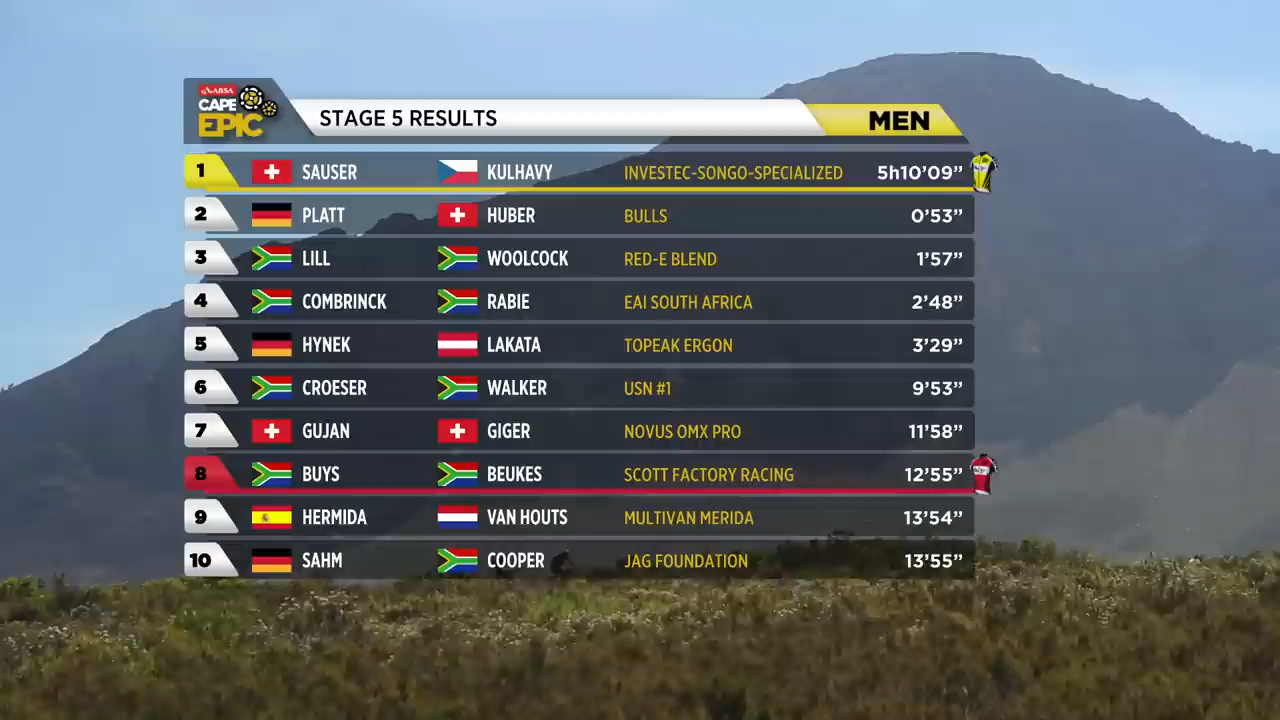 ABSA
CAPE
EPIC
STAGE 5 RESULTS MEN
1 SAUSER KULHAVY INVESTEC-SONGO-SPECIALIZED 5h10’09”
2 PLATT HUBER BULLS 0’53”
3 LILL WOOLCOCK RED-E BLEND 1’57”
4 COMBRINCK RABIE EAI SOUTH AFRICA 2’48”
5 HYNEK LAKATA TOPEAK ERGON 3’29”
6 CROESER WALKER USN #1 9’53”
7 GUJAN GIGER NOVUS OMX PRO 11’58”
8 BUYS BEUKES SCOTT FACTORY RACING 12’55”
9 HERMIDA VAN HOUTS MULTIVAN MERIDA 13’54”
10 SAHM COOPER JAG FOUNDATION 13’55”